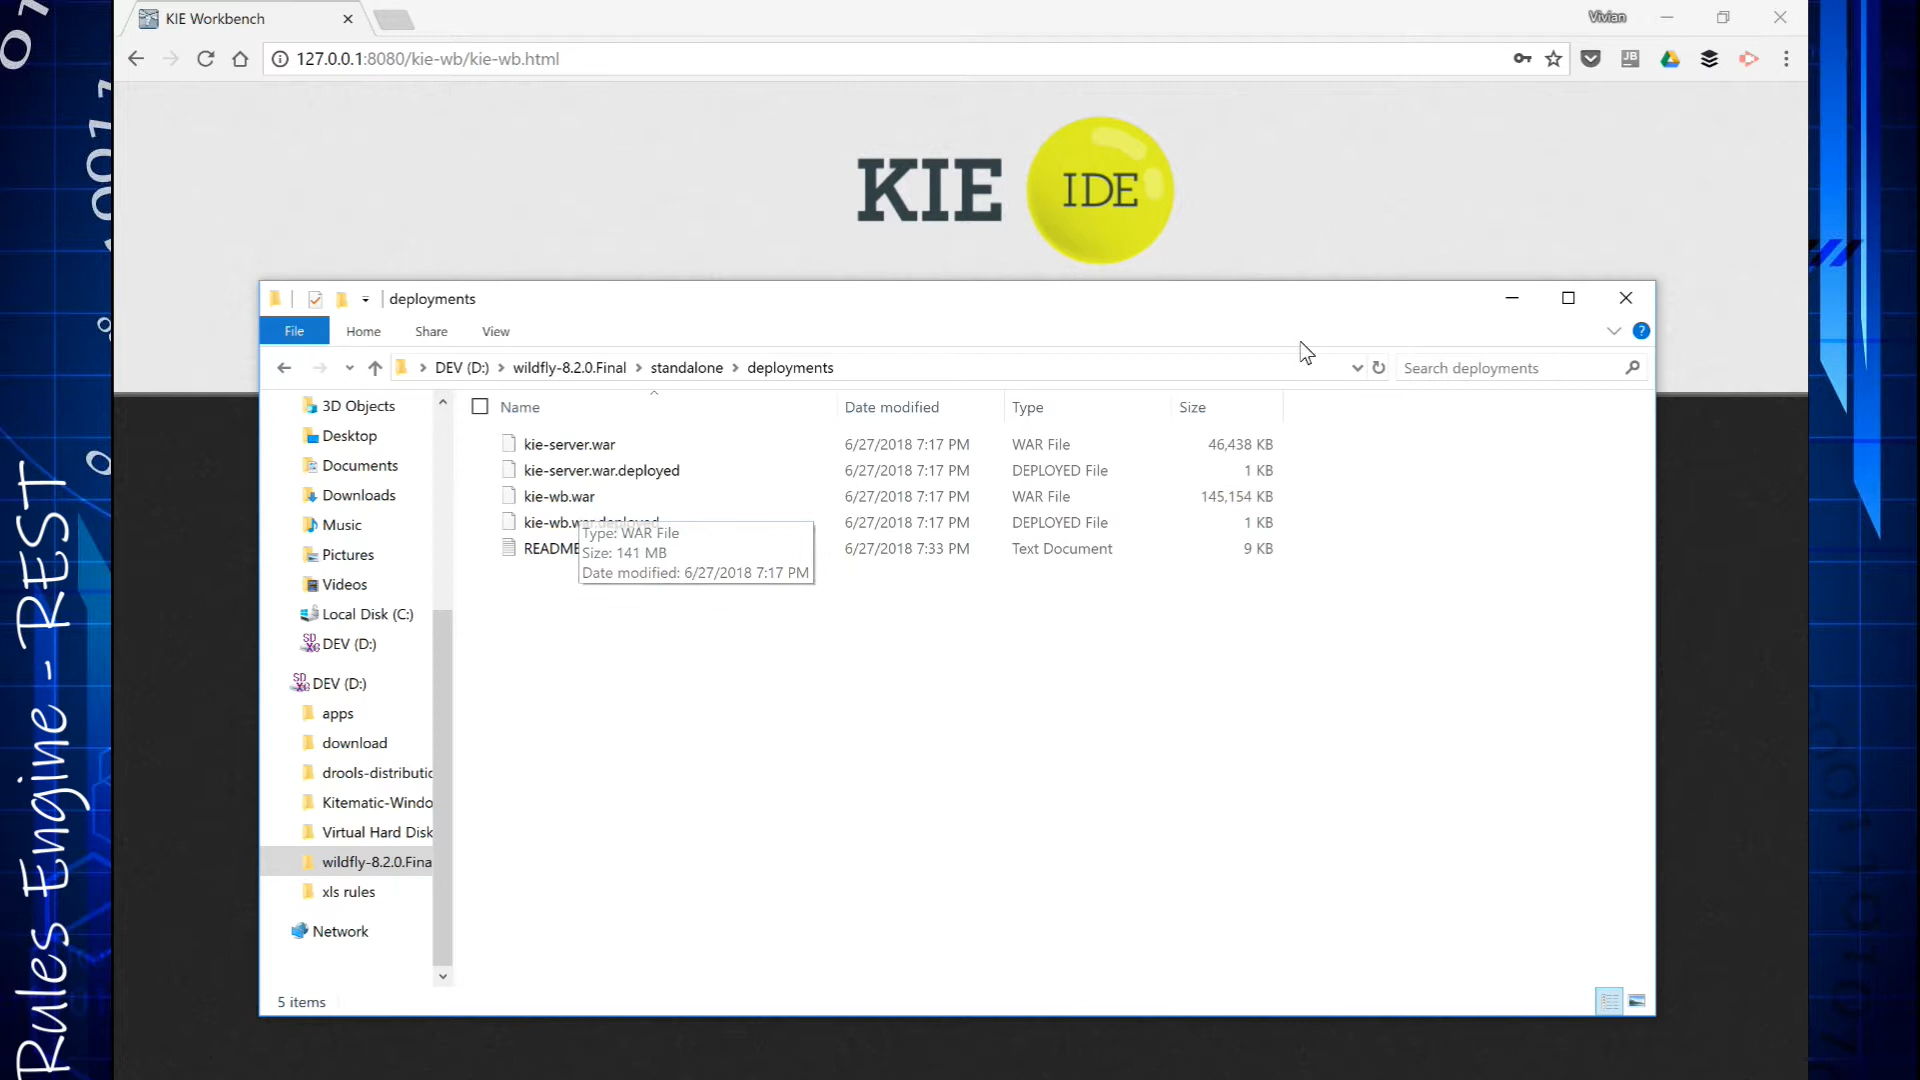 KIE Workbench
Vivian
127.0.0.1:8080/kie-wb/kie-wb.html
JB
KIE IDE
deployments
File Home Share View
DEV (D:) wildfly-8.2.0.Final standalone deployments
Search deployments
Name Date modified Type Size
kie-server.war 6/27/2018 7:17 PM WAR File 46,438 KB
kie-server.war.deployed 6/27/2018 7:17 PM DEPLOYED File 1 KB
kie-wb.war 6/27/2018 7:17 PM WAR File 145,154 KB
kie-wb.war.deployed 6/27/2018 7:17 PM DEPLOYED File 1 KB
README 6/27/2018 7:33 PM Text Document 9 KB
Type: WAR File
Size: 141 MB
Date modified: 6/27/2018 7:17 PM
3D Objects
Desktop
Documents
Downloads
Music
Pictures
Videos
Local Disk (C:)
DEV (D:)
DEV (D:)
apps
download
drools-distributic
Kitematic-Windo
Virtual Hard Disk
wildfly-8.2.0.Fina
xls rules
Network
5 items
Rules Engine - REST